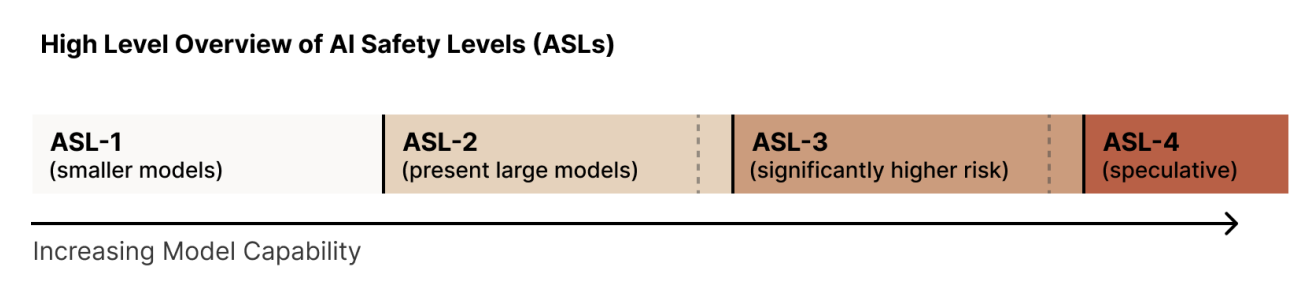 High Level Overview of AI Safety Levels (ASLs)
ASL-1
(smaller models)
ASL-2
(present large models)
ASL-3
(significantly higher risk)
ASL-4
(speculative)
Increasing Model Capability